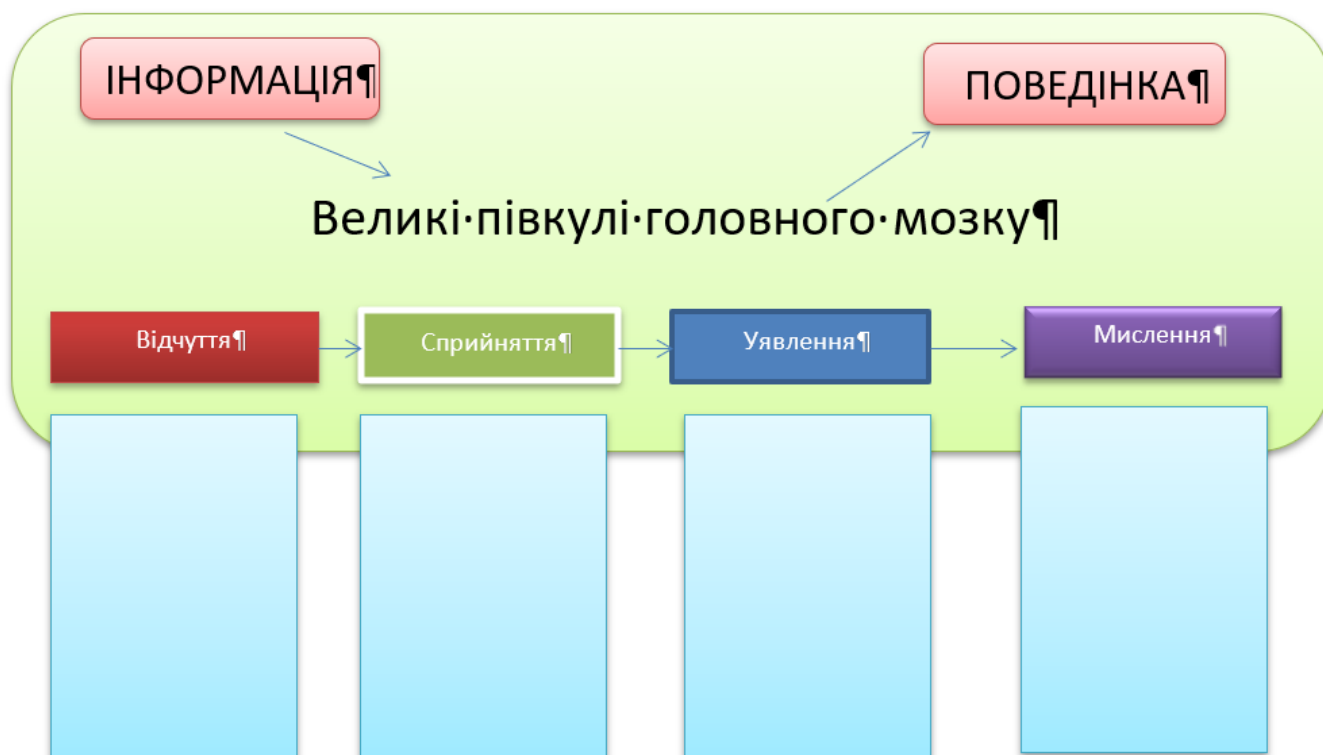 ІНФОРМАЦІЯ¶
ПОВЕДІНКА¶
Великі·півкулі·головного·мозку¶
Відчуття¶
Сприйняття¶
Уявлення¶
Мислення¶